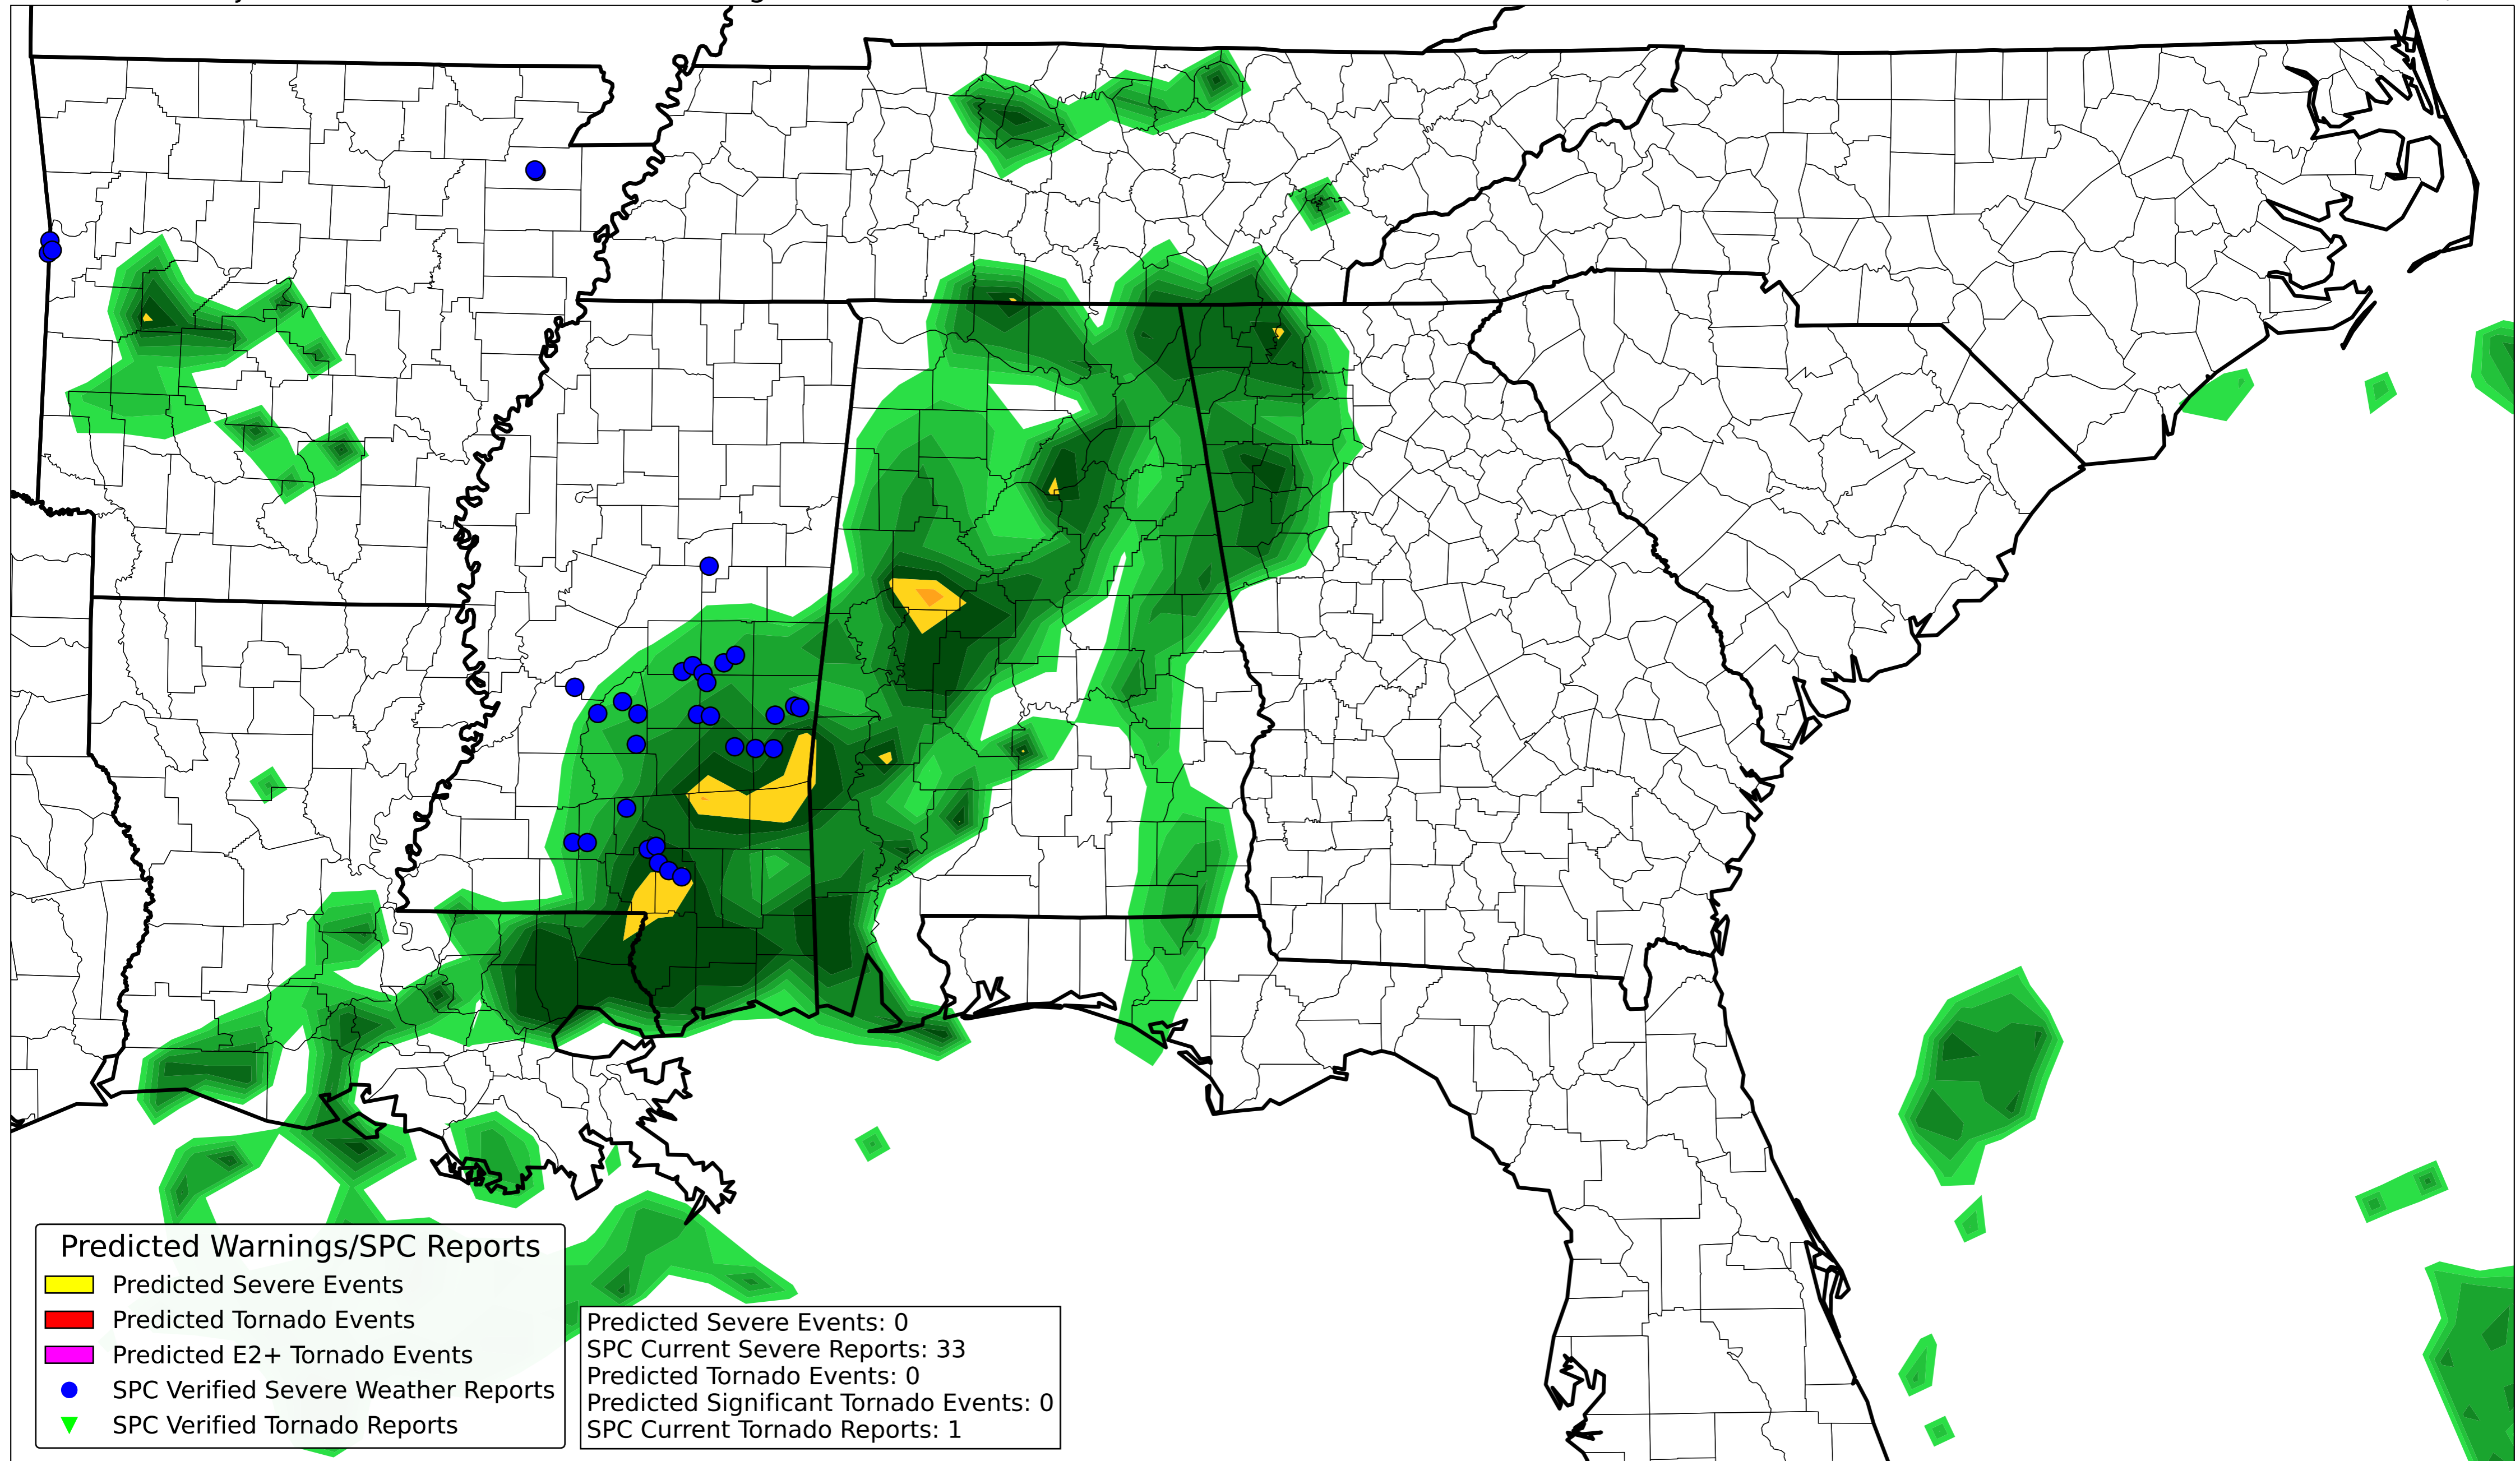 Predicted Warnings/SPC Reports
Predicted Severe Events
Predicted Tornado Events
Predicted E2+ Tornado Events
SPC Verified Severe Weather Reports
SPC Verified Tornado Reports
Predicted Severe Events: 0
SPC Current Severe Reports: 33
Predicted Tornado Events: 0
Predicted Significant Tornado Events: 0
SPC Current Tornado Reports: 1